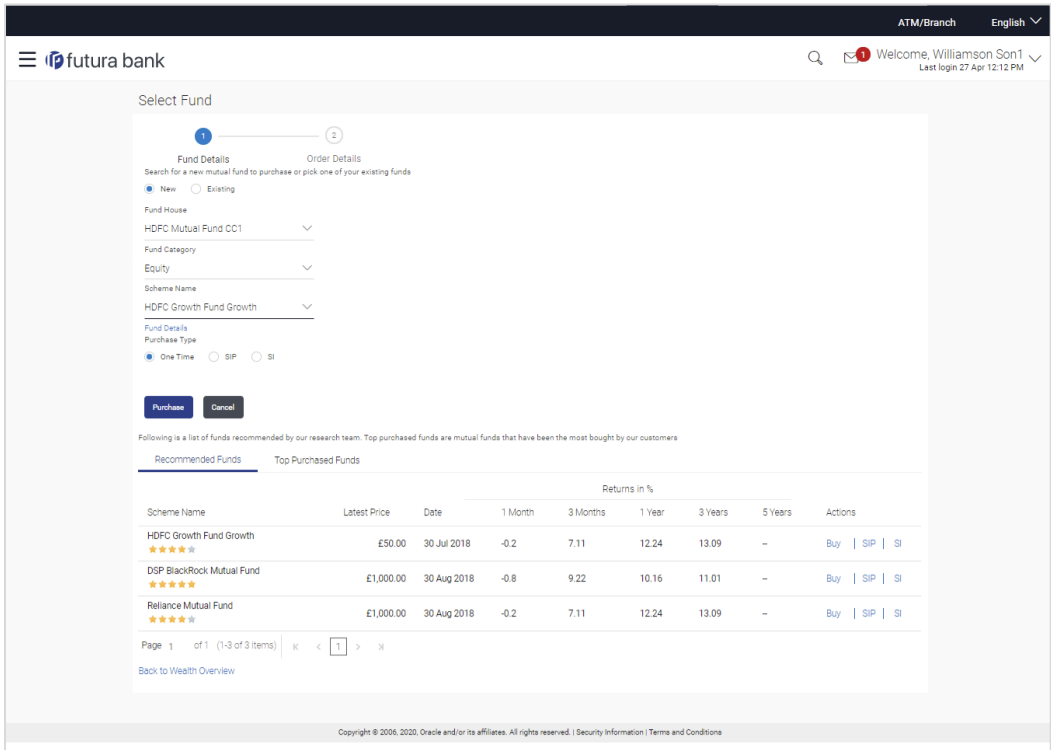 ATM/Branch English
futura bank
1 Welcome, Williamson Son1
Last login 27 Apr 12:12 PM
Select Fund
1 2
Fund Details Order Details
Search for a new mutual fund to purchase or pick one of your existing funds
New Existing
Fund House
HDFC Mutual Fund CC1
Fund Category
Equity
Scheme Name
HDFC Growth Fund Growth
Fund Details
Purchase Type
One Time SIP SI
Purchase Cancel
Following is a list of funds recommended by our research team. Top purchased funds are mutual funds that have been the most bought by our customers
Recommended Funds Top Purchased Funds
Returns in %
Scheme Name Latest Price Date 1 Month 3 Months 1 Year 3 Years 5 Years Actions
HDFC Growth Fund Growth
£50.00 30 Jul 2018 -0.2 7.11 12.24 13.09 – Buy | SIP | SI
DSP BlackRock Mutual Fund
£1,000.00 30 Aug 2018 -0.8 9.22 10.16 11.01 – Buy | SIP | SI
Reliance Mutual Fund
£1,000.00 30 Aug 2018 -0.2 7.11 12.24 13.09 – Buy | SIP | SI
Page 1 of 1 (1-3 of 3 items) 1
Back to Wealth Overview
Copyright © 2006, 2020, Oracle and/or its affiliates. All rights reserved. | Security Information | Terms and Conditions